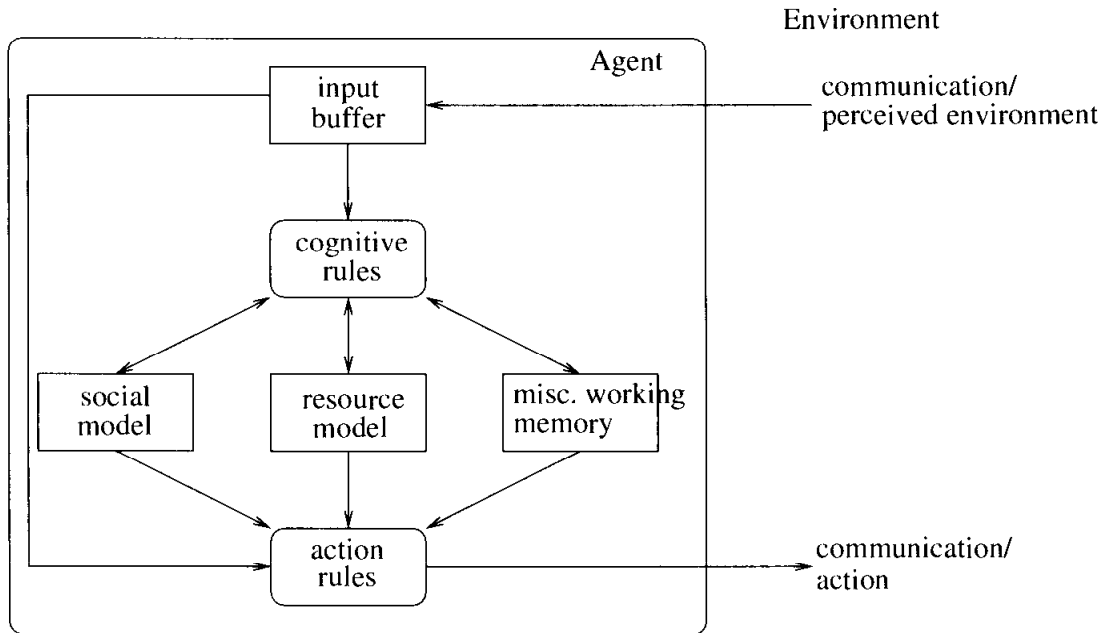 Environment
Agent
input
buffer
communication/
perceived environment
cognitive
rules
social
model
resource
model
misc. working
memory
action
rules
communication/
action